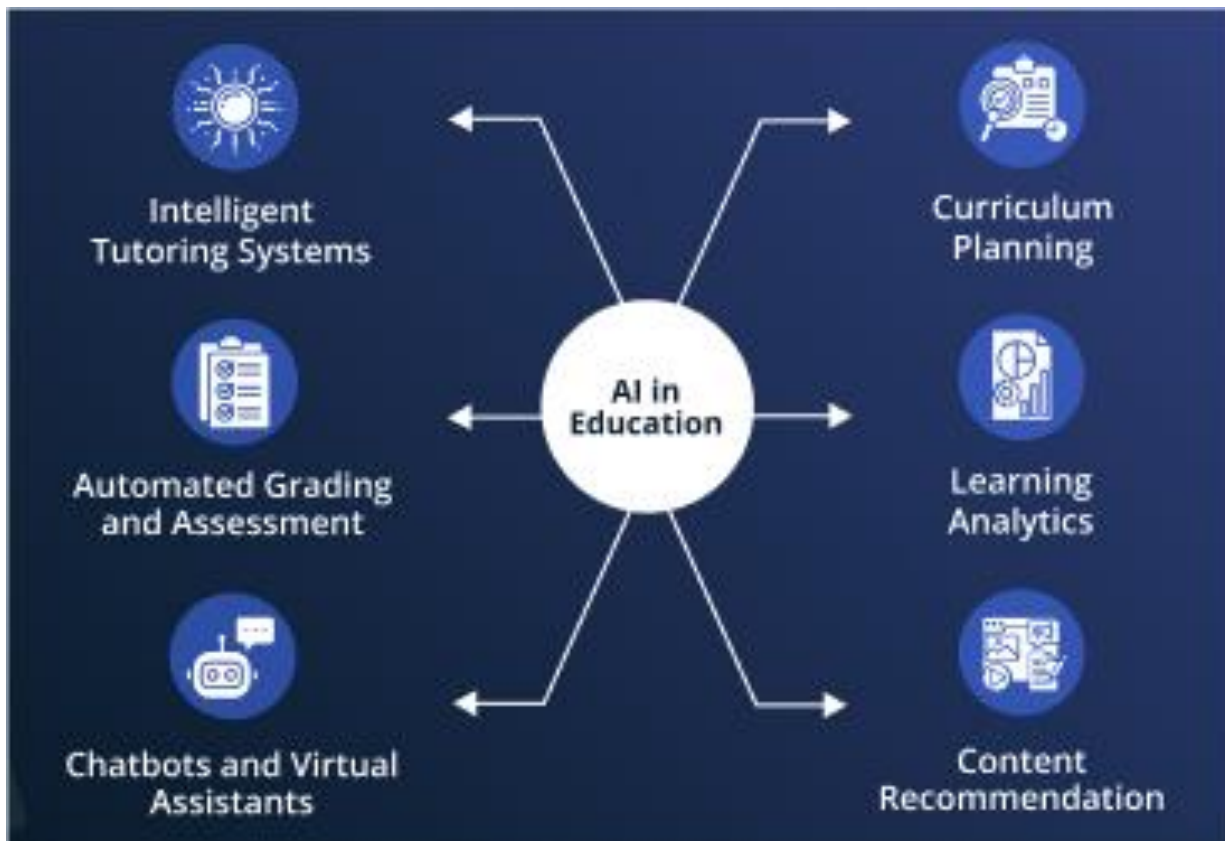 Intelligent
Tutoring Systems
Automated Grading
and Assessment
Chatbots and Virtual
Assistants
AI in
Education
Curriculum
Planning
Learning
Analytics
Content
Recommendation